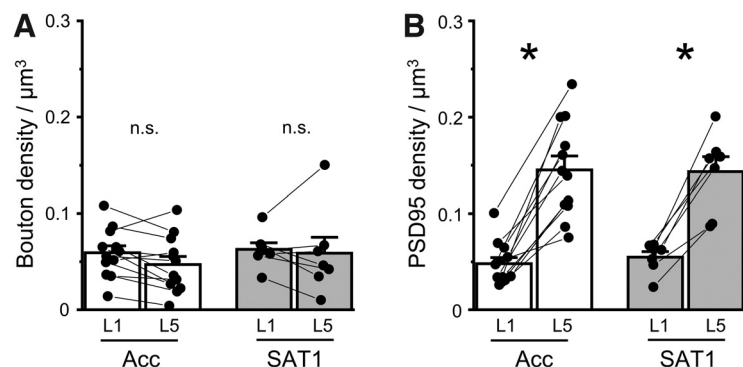 A
Bouton density / µm³
0.3
0.2
0.1
0
n.s.
n.s.
L1 L5 L1 L5
Acc SAT1
B
PSD95 density / µm³
0.3
0.2
0.1
0
*
*
L1 L5 L1 L5
Acc SAT1